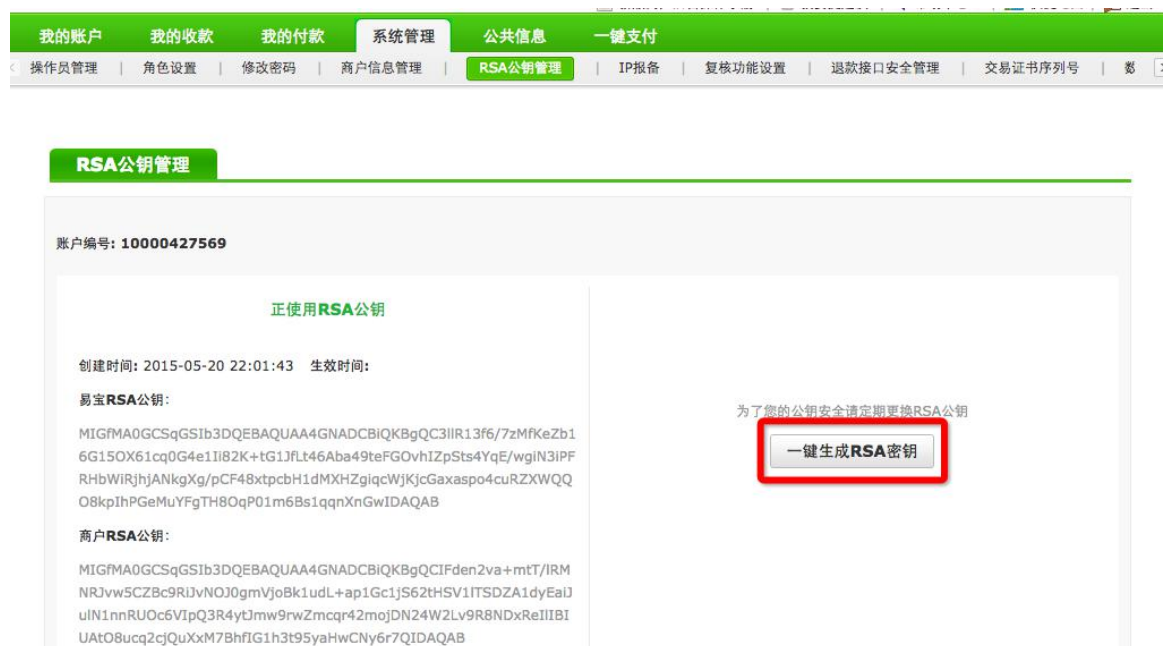 我的账户 我的收款 我的付款 系统管理 公共信息 一键支付
操作员管理 | 角色设置 | 修改密码 | 商户信息管理 | RSA公钥管理 | IP报备 | 复核功能设置 | 退款接口安全管理 | 交易证书序列号 |
RSA公钥管理
账户编号: 10000427569
正使用RSA公钥
创建时间: 2015-05-20 22:01:43 生效时间:
易宝RSA公钥:
MIGfMA0GCSqGSIb3DQEBAQUAA4GNADCBiQKBgQC3llR13f6/7zMfKeZb1
6G15OX61cq0G4e1Ii82K+tG1JfLt46Aba49teFGOvhIZpSts4YqE/wgiN3iPF
RHbWiRjhjANkgXg/pCF48xtpcbH1dMXHZgiqcWjKjcGaxaspo4cuRZXWQQ
O8kpIhPGeMuYFgTH8OqP01m6Bs1qqnXnGwIDAQAB
商户RSA公钥:
MIGfMA0GCSqGSIb3DQEBAQUAA4GNADCBiQKBgQCIFden2va+mtT/lRM
NRJvw5CZBc9RiJvNOJ0gmVjoBk1udL+ap1Gc1jS62tHSV1lTSDZA1dyEaiJ
ulN1nnRUOc6VIpQ3R4ytJmw9rwZmcqr42mojDN24W2Lv9R8NDxReIlIBI
UAtO8ucq2cjQuXxM7BhfIG1h3t95yaHwCNy6r7QIDAQAB
为了您的公钥安全请定期更换RSA公钥
一键生成RSA密钥